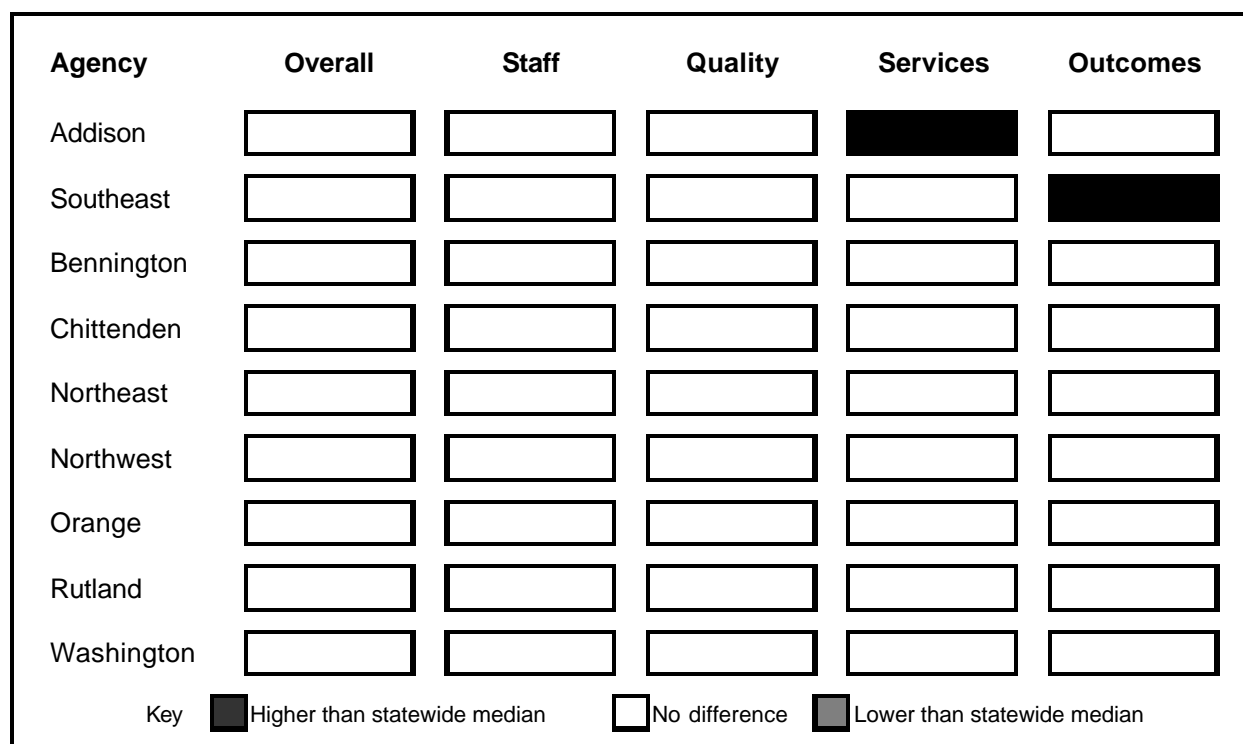 Agency Overall Staff Quality Services Outcomes
Addison
Southeast
Bennington
Chittenden
Northeast
Northwest
Orange
Rutland
Washington
Key Higher than statewide median No difference Lower than statewide median